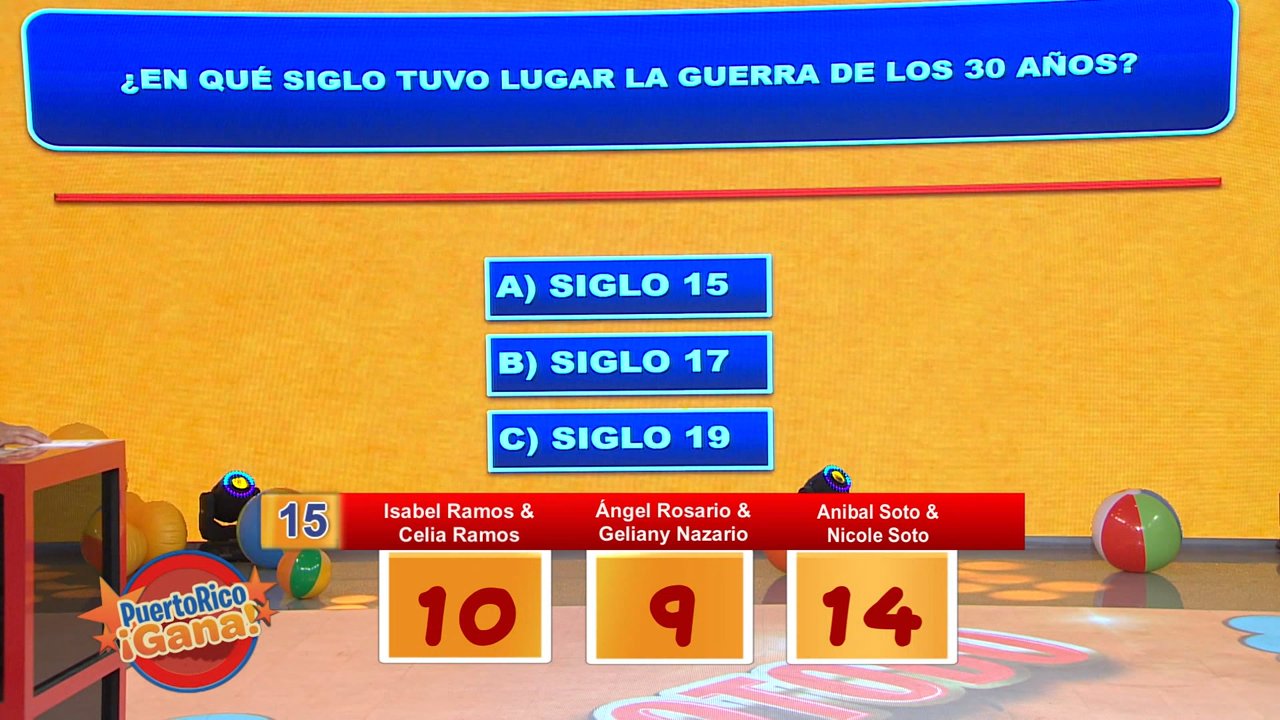 ¿EN QUÉ SIGLO TUVO LUGAR LA GUERRA DE LOS 30 AÑOS?
A) SIGLO 15
B) SIGLO 17
C) SIGLO 19
15
Isabel Ramos &
Celia Ramos
Ángel Rosario &
Geliany Nazario
Anibal Soto &
Nicole Soto
10
9
14
PuertoRico
¡Gana!